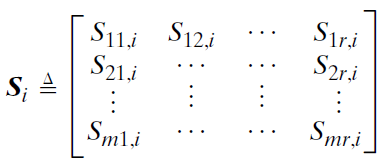 S_i ≜ [ S_{11,i} S_{12,i} ⋯ S_{1r,i}
S_{21,i} ⋯ ⋯ S_{2r,i}
⋮ ⋮ ⋮ ⋮
S_{m1,i} ⋯ ⋯ S_{mr,i} ]